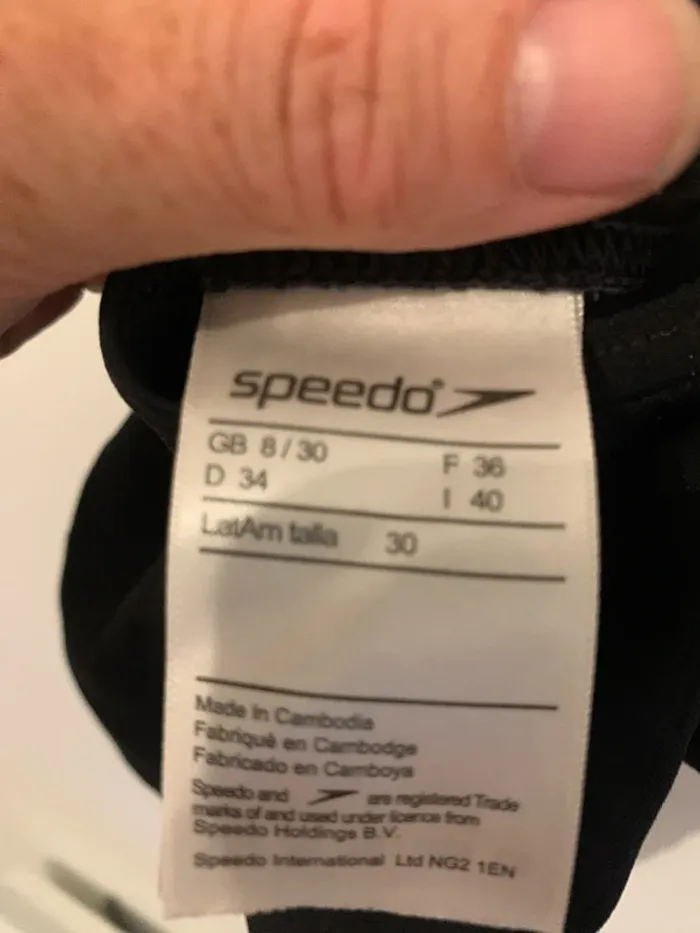 speedo®
GB 8/30 F 36
D 34 I 40
LatAm talla 30
Made in Cambodia
Fabriqué en Cambodge
Fabricado en Camboya
Speedo and are registered Trade
marks of and used under licence from
Speedo Holdings B.V.
Speedo International Ltd NG2 1EN